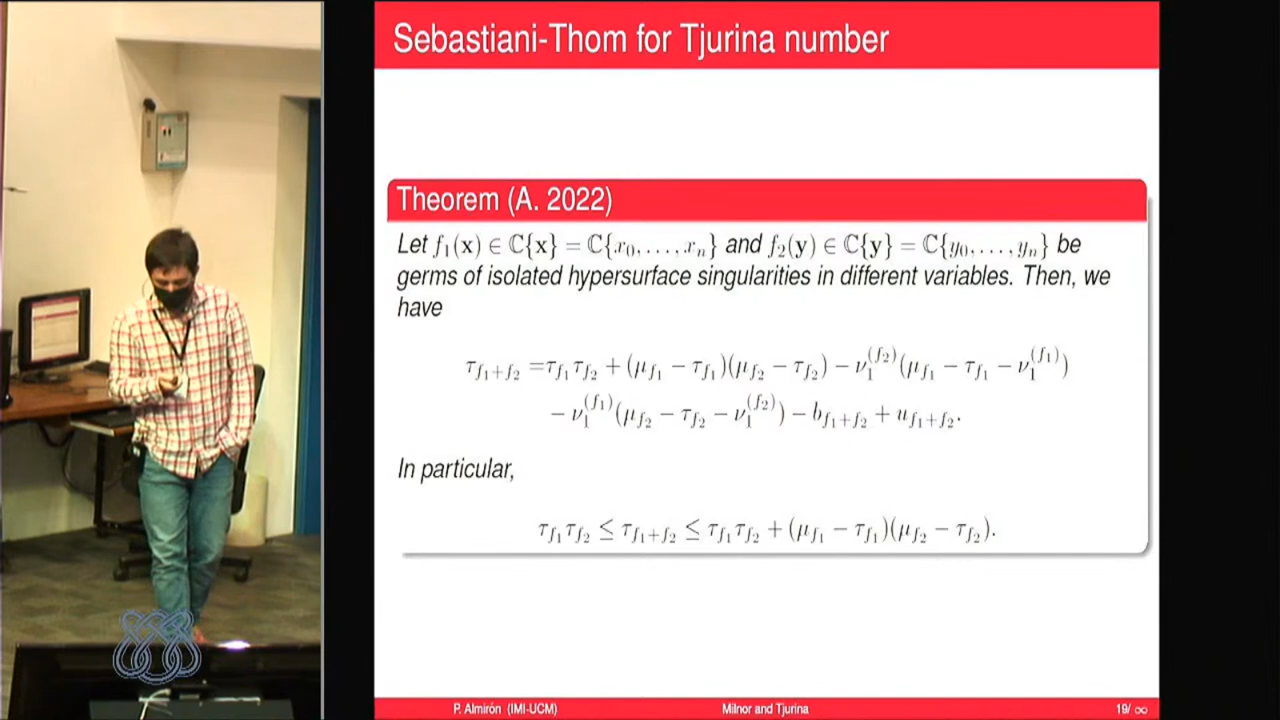 Sebastiani-Thom for Tjurina number
Theorem (A. 2022)
Let f₁(𝐱) ∈ ℂ{𝐱} = ℂ{x₀, . . . , xₙ} and f₂(𝐲) ∈ ℂ{𝐲} = ℂ{y₀, . . . , yₙ} be
germs of isolated hypersurface singularities in different variables. Then, we
have
τ_{f₁+f₂} =τ_{f₁}τ_{f₂} + (μ_{f₁} − τ_{f₁})(μ_{f₂} − τ_{f₂}) − ν₁^{(f₂)}(μ_{f₁} − τ_{f₁} − ν₁^{(f₁)})
− ν₁^{(f₁)}(μ_{f₂} − τ_{f₂} − ν₁^{(f₂)}) − b_{f₁+f₂} + u_{f₁+f₂}.
In particular,
τ_{f₁}τ_{f₂} ≤ τ_{f₁+f₂} ≤ τ_{f₁}τ_{f₂} + (μ_{f₁} − τ_{f₁})(μ_{f₂} − τ_{f₂}).
P. Almirón (IMI-UCM)
Milnor and Tjurina
19/ ∞